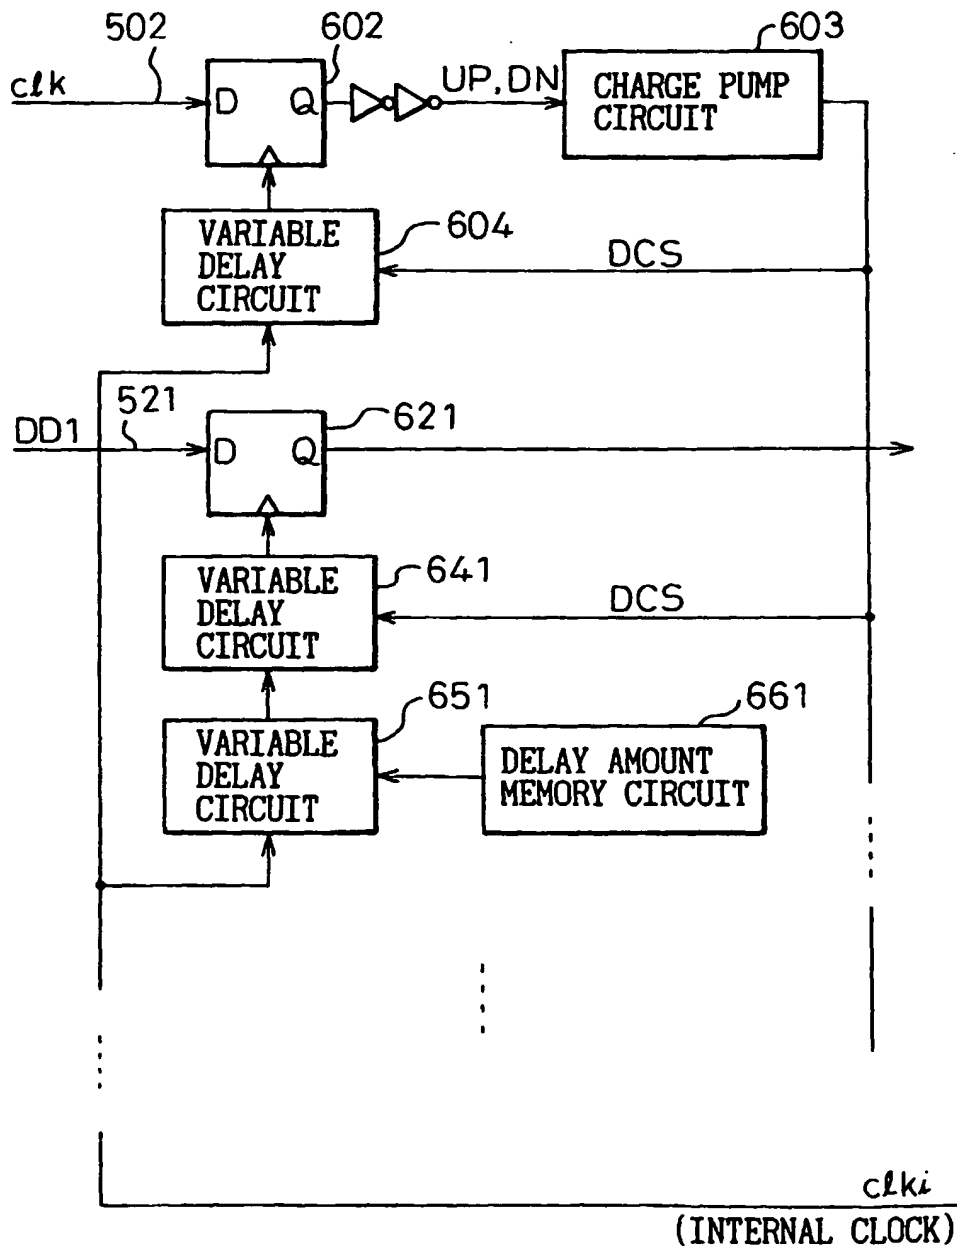 502
602
603
clk
D
Q
UP, DN
CHARGE PUMP
CIRCUIT
604
VARIABLE
DELAY
CIRCUIT
DCS
521
621
DD1
D
Q
641
VARIABLE
DELAY
CIRCUIT
DCS
651
661
VARIABLE
DELAY
CIRCUIT
DELAY AMOUNT
MEMORY CIRCUIT
clki
(INTERNAL CLOCK)